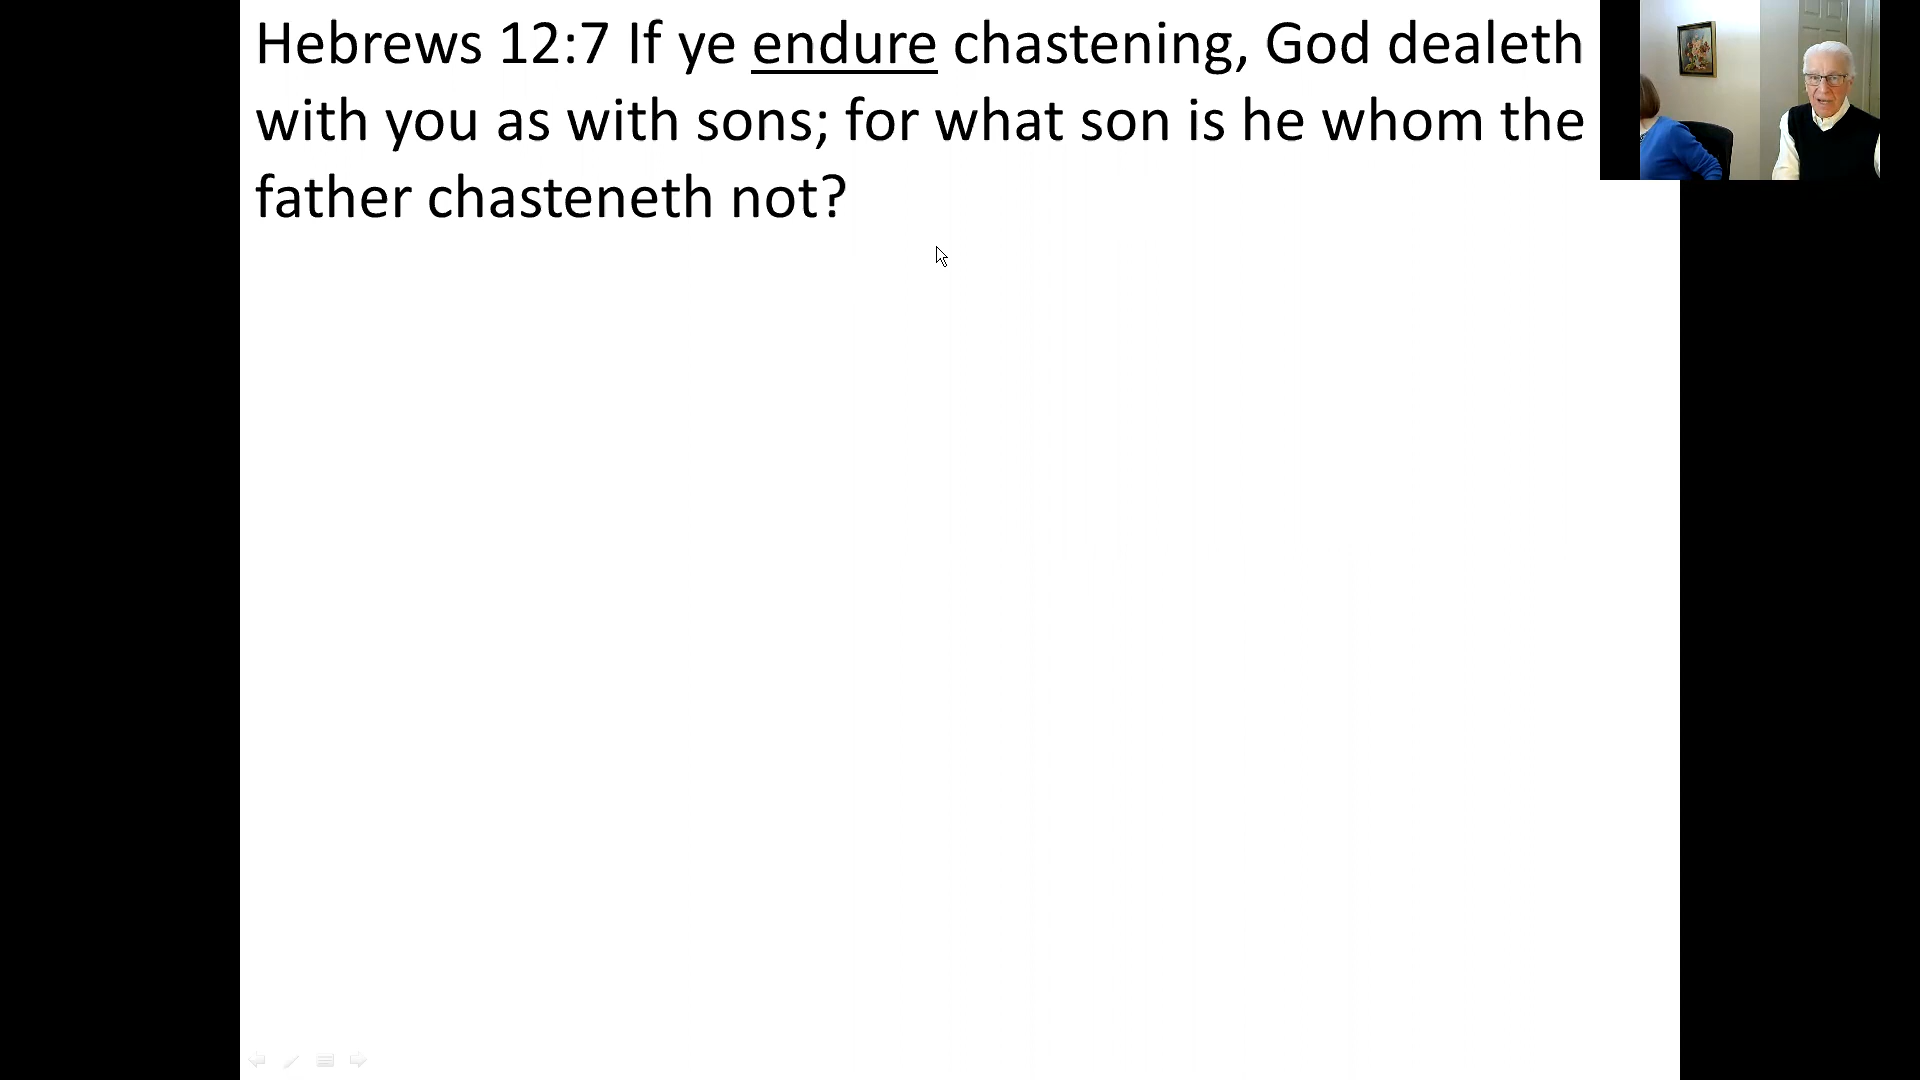 Hebrews 12:7 If ye endure chastening, God dealeth
with you as with sons; for what son is he whom the
father chasteneth not?